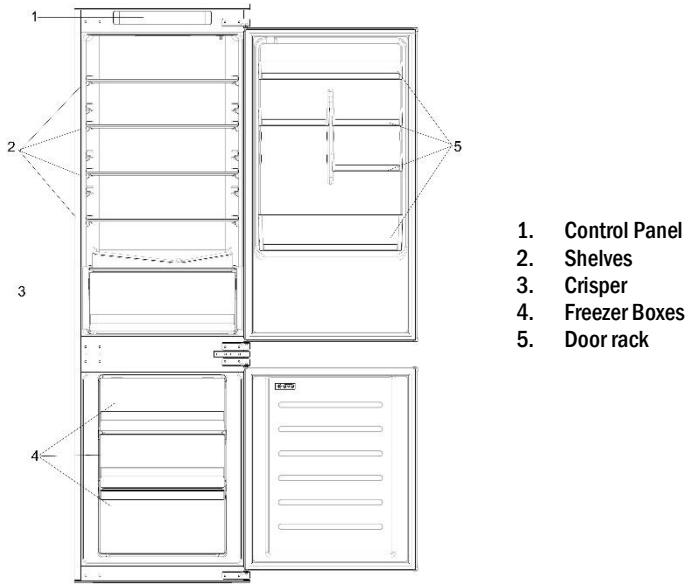 1
2
3
4
5
1. Control Panel
2. Shelves
3. Crisper
4. Freezer Boxes
5. Door rack